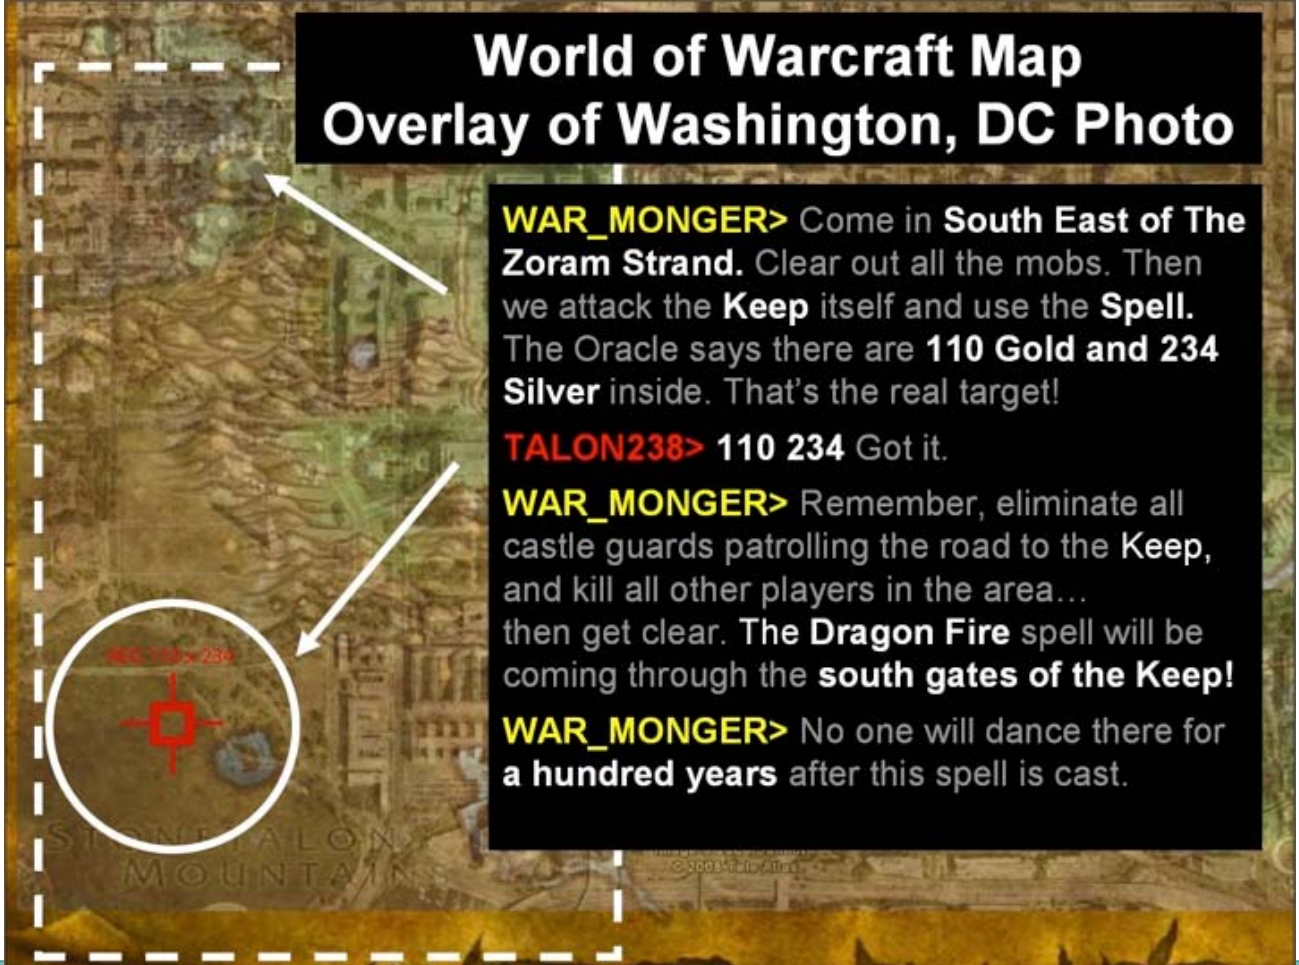 World of Warcraft Map
Overlay of Washington, DC Photo
WAR_MONGER> Come in South East of The
Zoram Strand. Clear out all the mobs. Then
we attack the Keep itself and use the Spell.
The Oracle says there are 110 Gold and 234
Silver inside. That's the real target!
TALON238> 110 234 Got it.
WAR_MONGER> Remember, eliminate all
castle guards patrolling the road to the Keep,
and kill all other players in the area...
then get clear. The Dragon Fire spell will be
coming through the south gates of the Keep!
WAR_MONGER> No one will dance there for
a hundred years after this spell is cast.
110 x 234
STONETALON
MOUNTAINS